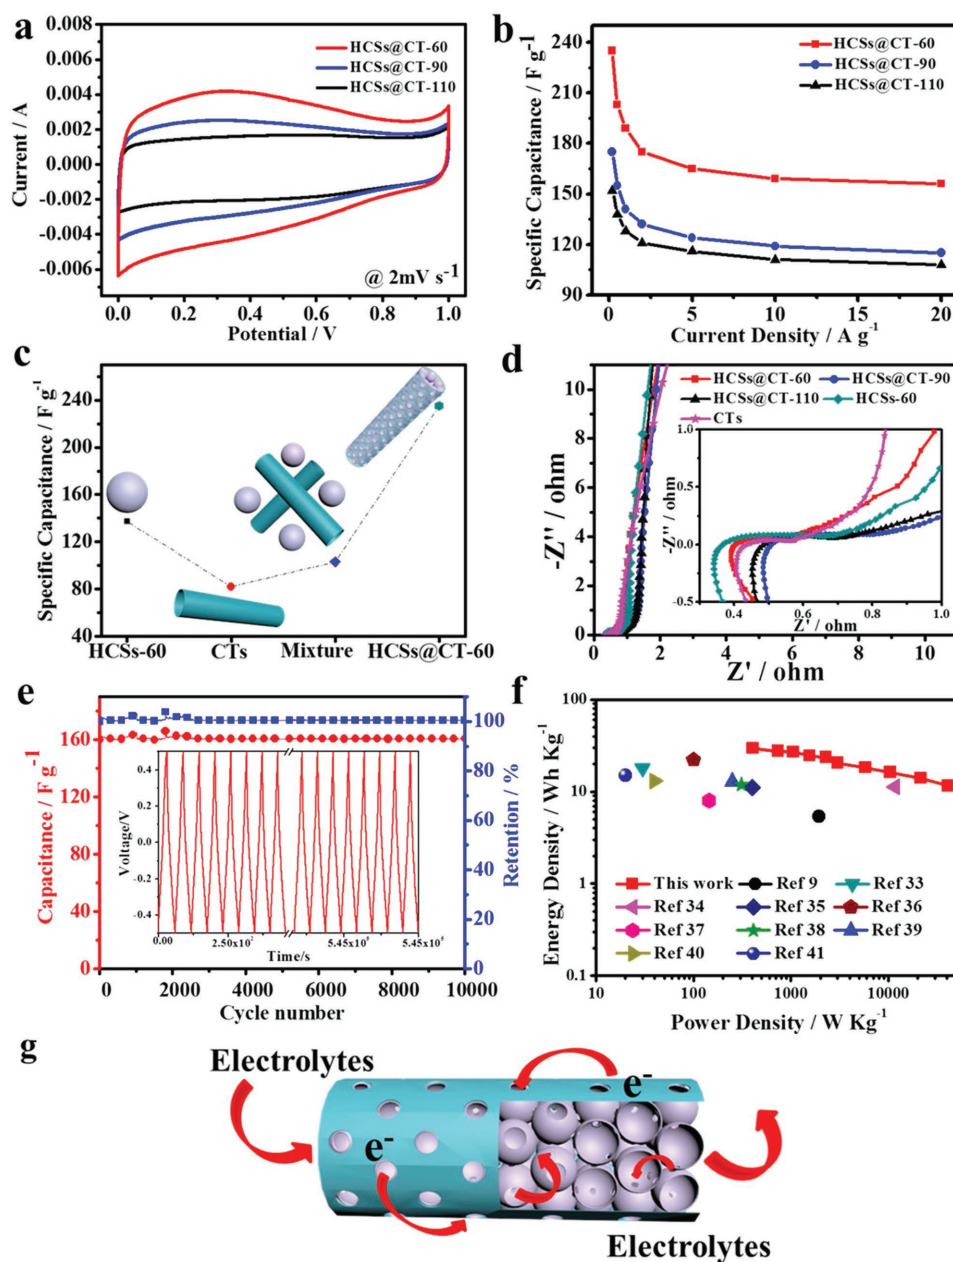 a
0.008
0.006
0.004
0.002
0.000
-0.002
-0.004
-0.006
Current / A
HCSs@CT-60
HCSs@CT-90
HCSs@CT-110
@ 2mV s-1
0.0 0.2 0.4 0.6 0.8 1.0
Potential / V
b
240
210
180
150
120
90
Specific Capacitance / F g-1
HCSs@CT-60
HCSs@CT-90
HCSs@CT-110
0 5 10 15 20
Current Density / A g-1
c
240
200
160
120
80
40
Specific Capacitance / F g-1
HCSs-60 CTs Mixture HCSs@CT-60
d
10
8
6
4
2
0
-Z'' / ohm
HCSs@CT-60 HCSs@CT-90
HCSs@CT-110 HCSs-60
CTs
1.0
0.5
0.0
-0.5
-Z'' / ohm
0.4 0.6 0.8 1.0
Z' / ohm
0 2 4 6 8 10
Z' / ohm
e
160
120
80
40
0
Capacitance / F g-1
100
80
60
40
20
0
Retention / %
0.4
0.2
0.0
-0.2
-0.4
Voltage/V
0.00 2.50x10²
Time/s
0 2000 4000 6000 8000 10000
Cycle number
f
100
10
1
0.1
Energy Density / Wh Kg-1
This work Ref 9 Ref 33
Ref 34 Ref 35 Ref 36
Ref 37 Ref 38 Ref 39
Ref 40 Ref 41
10 100 1000 10000
Power Density / W Kg-1
g
Electrolytes
e-
e-
Electrolytes